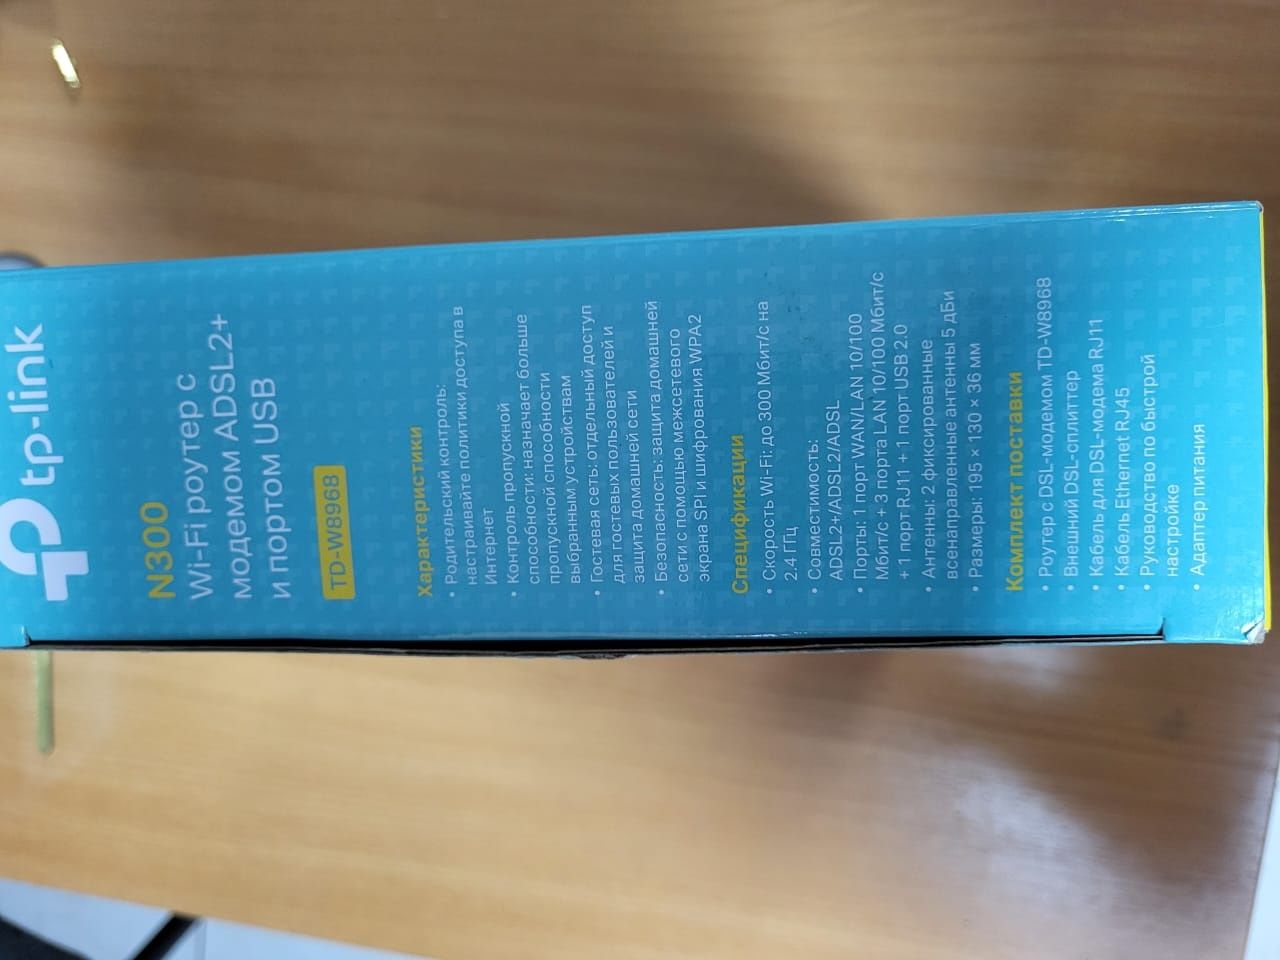 tp-link
N300
Wi-Fi роутер с
модемом ADSL2+
и портом USB
TD-W8968
Характеристики
• Родительский контроль:
настраивайте политики доступа в
Интернет
• Контроль пропускной
способности: назначает больше
пропускной способности
выбранным устройствам
• Гостевая сеть: отдельный доступ
для гостевых пользователей и
защита домашней сети
• Безопасность: защита домашней
сети с помощью межсетевого
экрана SPI и шифрования WPA2
Спецификации
• Скорость Wi-Fi: до 300 Мбит/с на
2,4 ГГц
• Совместимость:
ADSL2+/ADSL2/ADSL
• Порты: 1 порт WAN/LAN 10/100
Мбит/с + 3 порта LAN 10/100 Мбит/с
+ 1 порт RJ11 + 1 порт USB 2.0
• Антенны: 2 фиксированные
всенаправленные антенны 5 дБи
• Размеры: 195 × 130 × 36 мм
Комплект поставки
• Роутер с DSL-модемом TD-W8968
• Внешний DSL-сплиттер
• Кабель для DSL-модема RJ11
• Кабель Ethernet RJ45
• Руководство по быстрой
настройке
• Адаптер питания